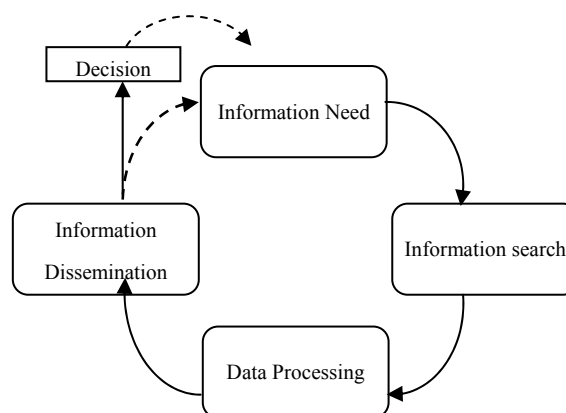 Decision
Information Need
Information search
Information
Dissemination
Data Processing